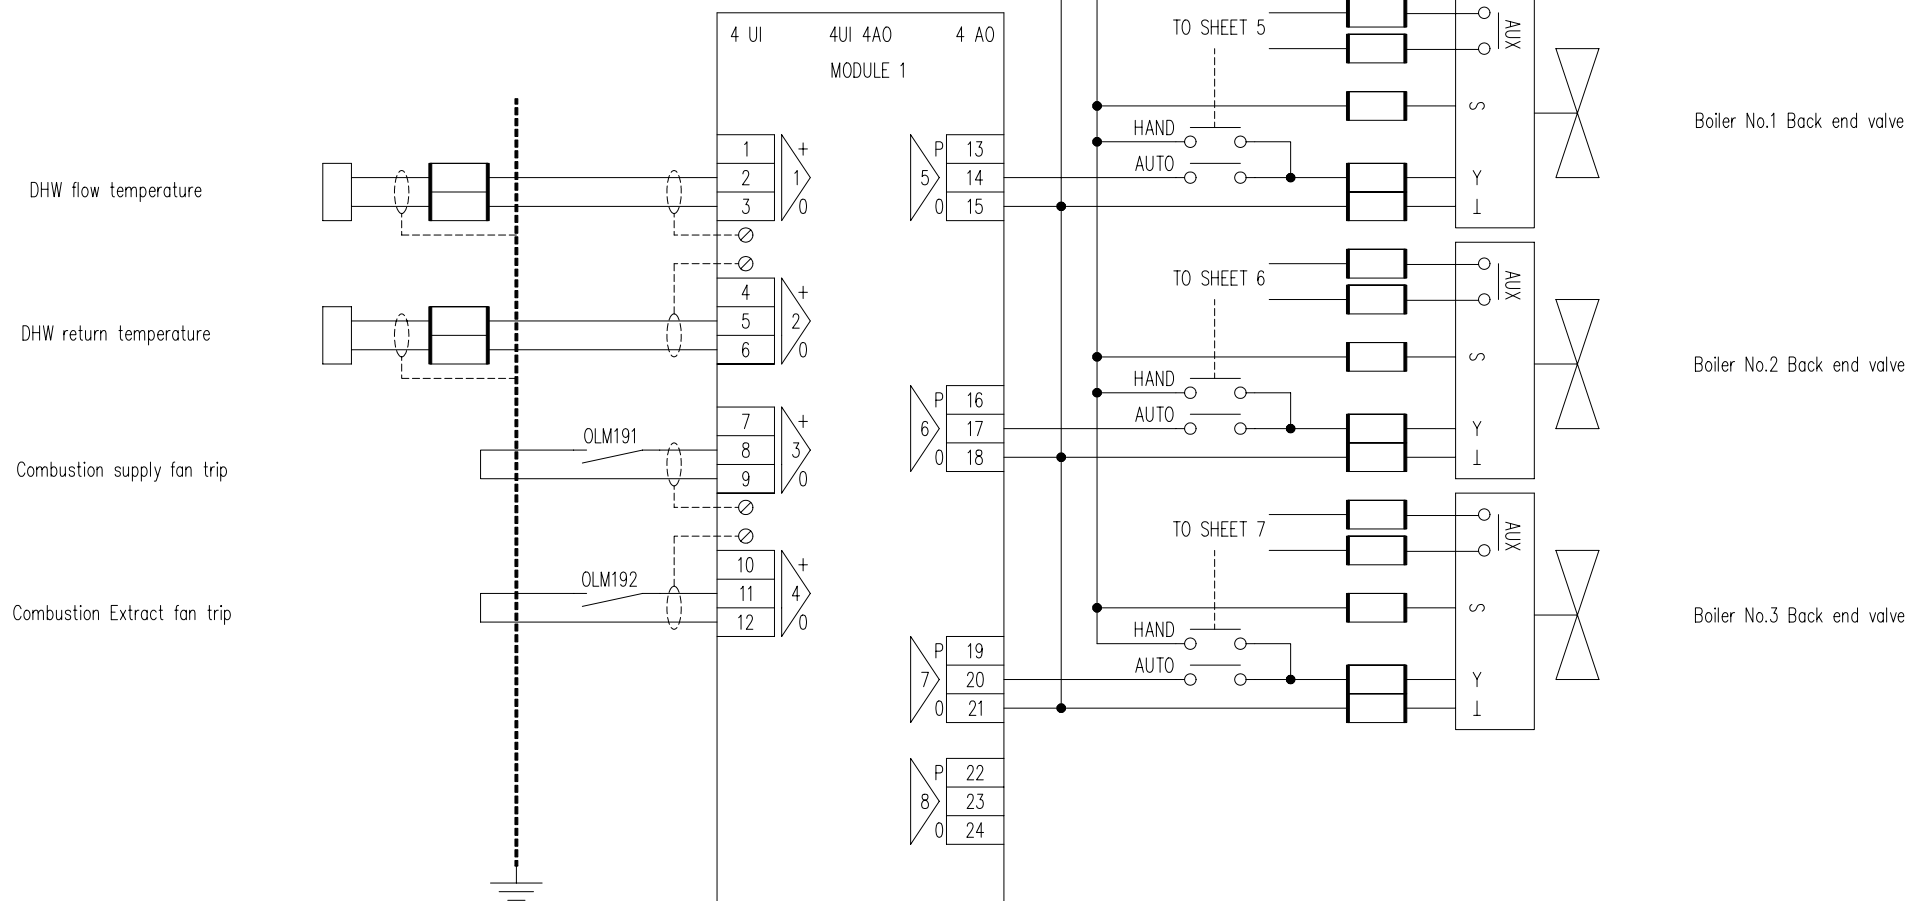 4 UI 4UI 4AO 4 AO
MODULE 1
DHW flow temperature
DHW return temperature
Combustion supply fan trip
Combustion Extract fan trip
OLM191
OLM192
1
2
3
+
1
0
4
5
6
+
2
0
7
8
9
+
3
0
10
11
12
+
4
0
5
P 13
14
0 15
6
P 16
17
0 18
7
P 19
20
0 21
8
P 22
23
0 24
TO SHEET 5
HAND
AUTO
AUX
S
Y
⊥
Boiler No.1 Back end valve
TO SHEET 6
HAND
AUTO
AUX
S
Y
⊥
Boiler No.2 Back end valve
TO SHEET 7
HAND
AUTO
AUX
S
Y
⊥
Boiler No.3 Back end valve